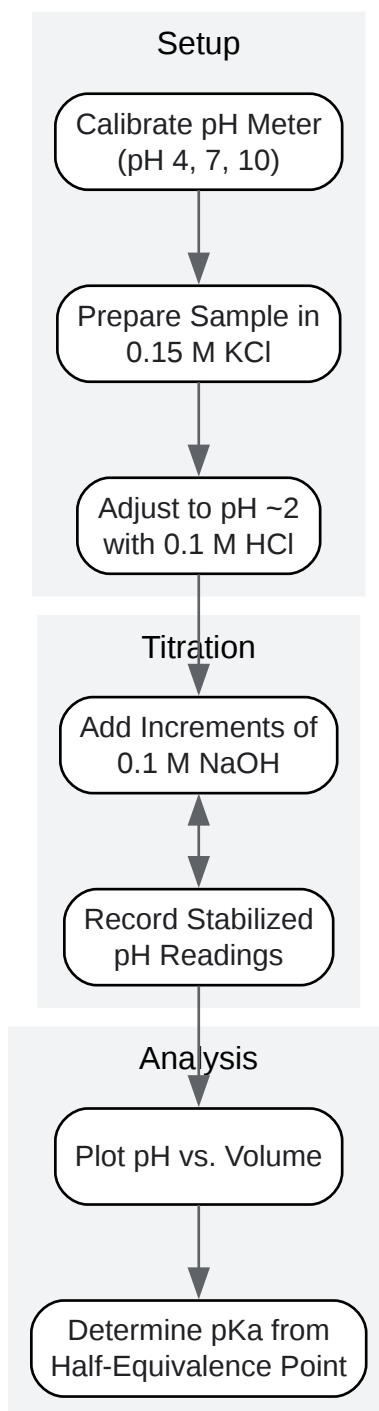 Setup
Calibrate pH Meter
(pH 4, 7, 10)
Prepare Sample in
0.15 M KCl
Adjust to pH ~2
with 0.1 M HCl
Titration
Add Increments of
0.1 M NaOH
Record Stabilized
pH Readings
Analysis
Plot pH vs. Volume
Determine pKa from
Half-Equivalence Point